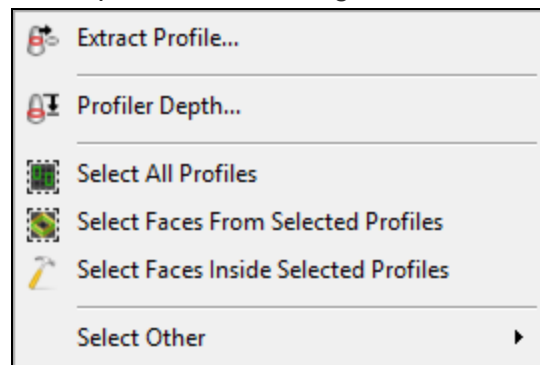 Extract Profile...
Profiler Depth...
Select All Profiles
Select Faces From Selected Profiles
Select Faces Inside Selected Profiles
Select Other